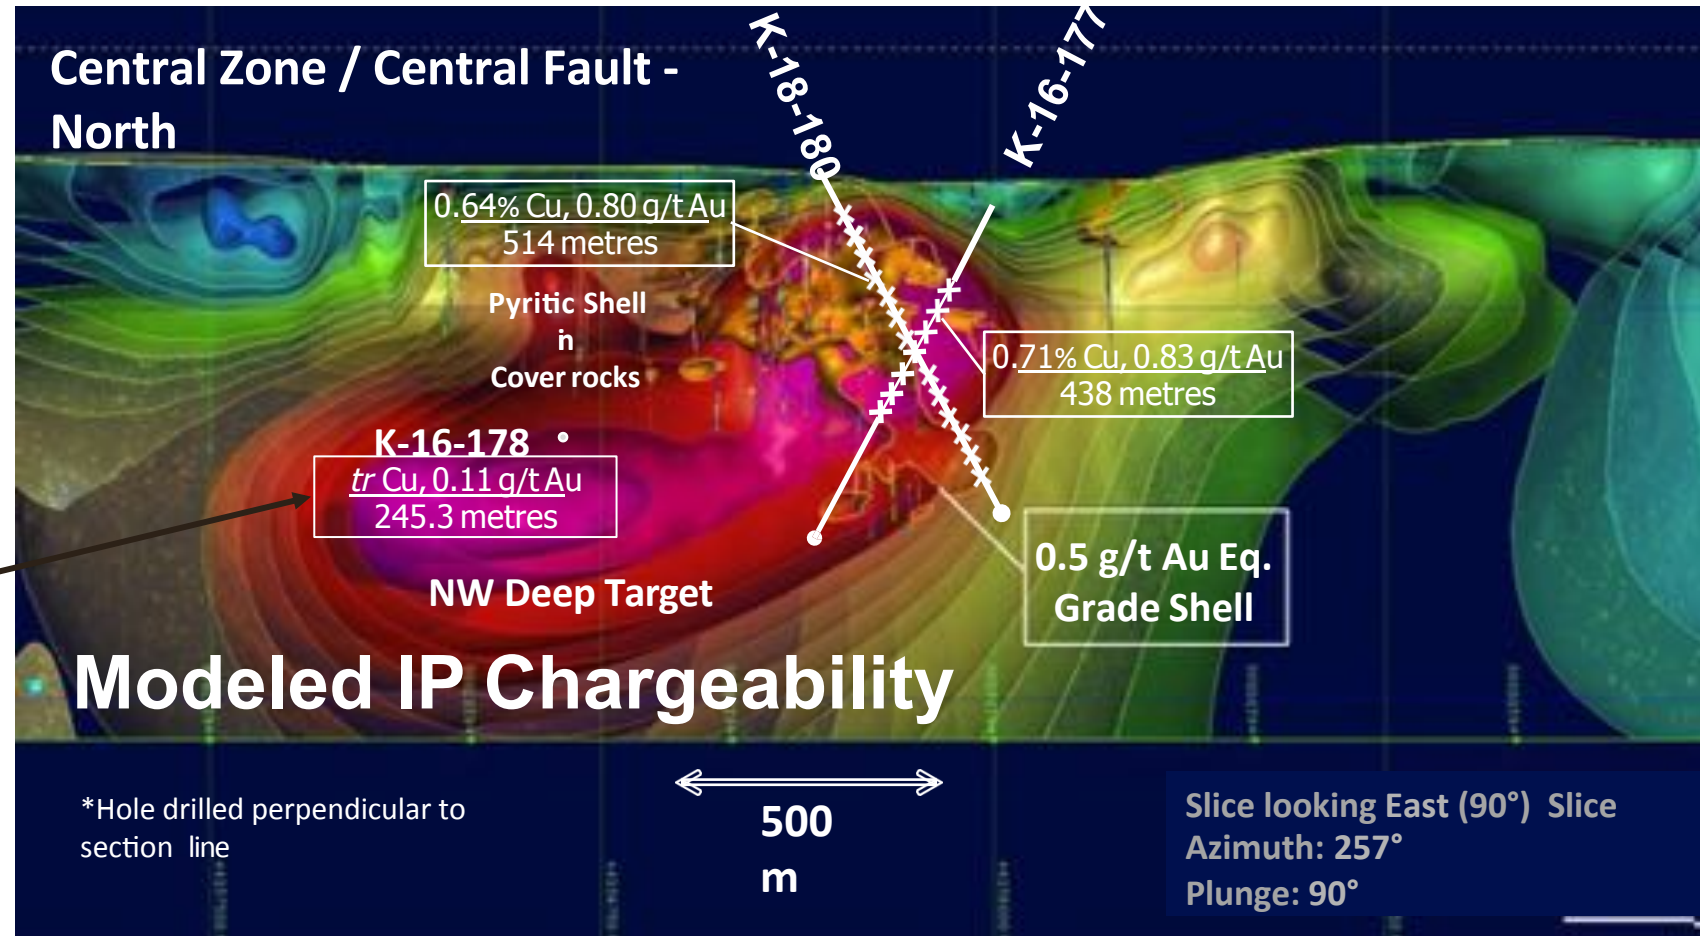 Central Zone / Central Fault -
North
K-18-180
K-16-177
0.64% Cu, 0.80 g/t Au
514 metres
Pyritic Shell
in
Cover rocks
0.71% Cu, 0.83 g/t Au
438 metres
K-16-178
tr Cu, 0.11 g/t Au
245.3 metres
0.5 g/t Au Eq.
Grade Shell
NW Deep Target
Modeled IP Chargeability
*Hole drilled perpendicular to
section line
500
m
Slice looking East (90°) Slice
Azimuth: 257°
Plunge: 90°